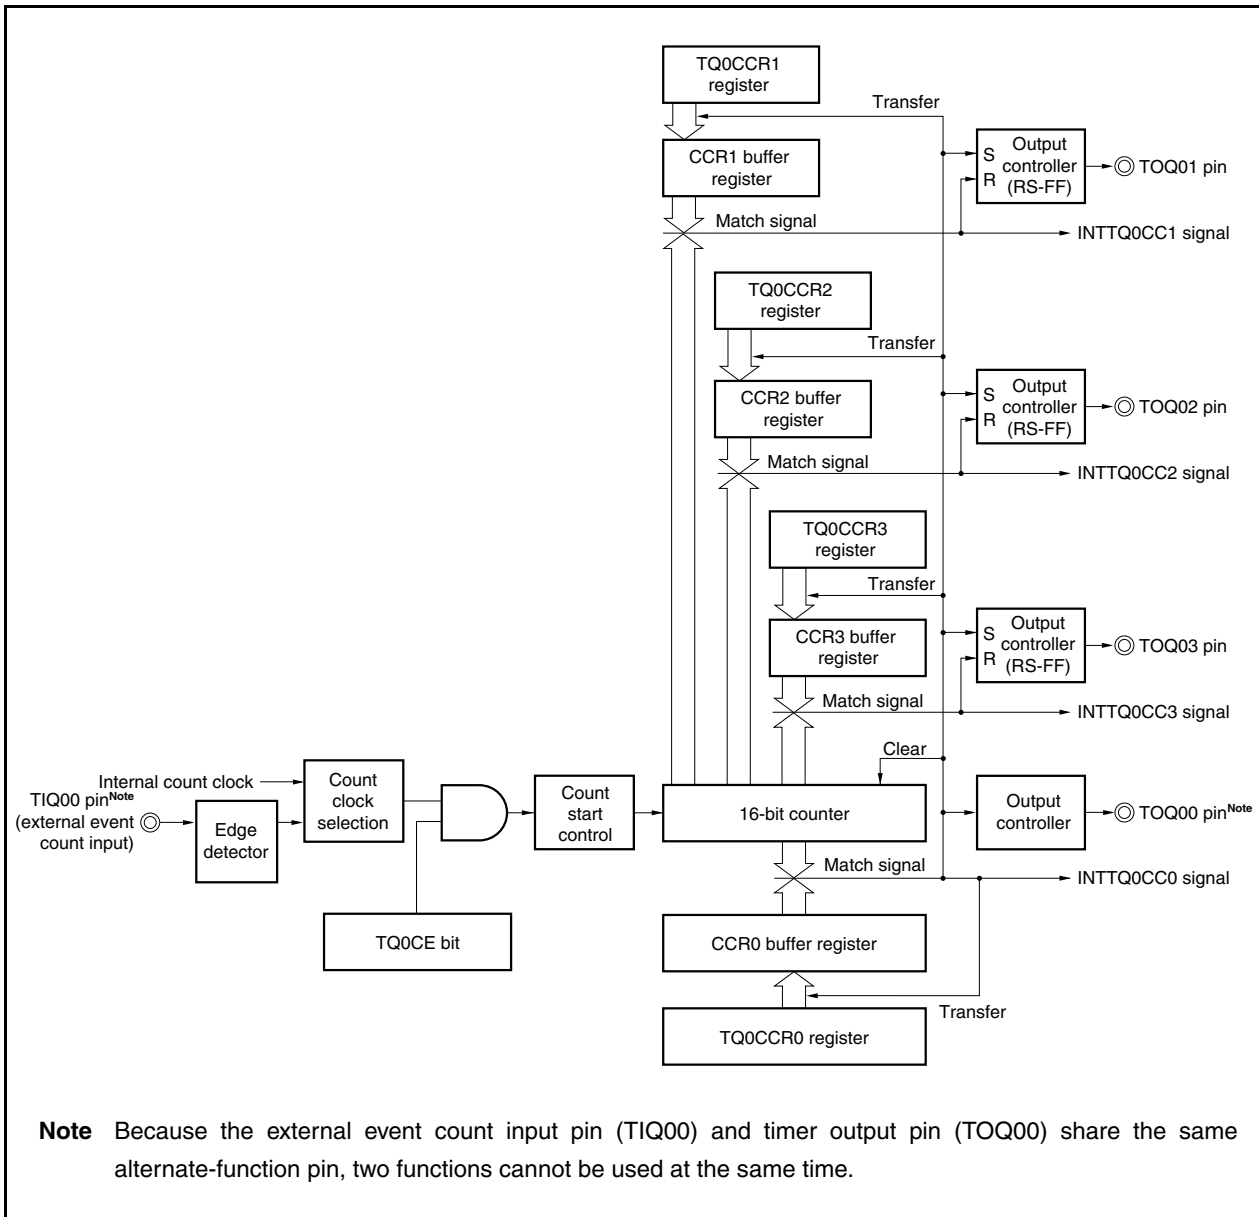 TQ0CCR1
register
Transfer
CCR1 buffer
register
S
R
Output
controller
(RS-FF)
TOQ01 pin
Match signal
INTTQ0CC1 signal
TQ0CCR2
register
Transfer
CCR2 buffer
register
S
R
Output
controller
(RS-FF)
TOQ02 pin
Match signal
INTTQ0CC2 signal
TQ0CCR3
register
Transfer
CCR3 buffer
register
S
R
Output
controller
(RS-FF)
TOQ03 pin
Match signal
INTTQ0CC3 signal
Clear
Internal count clock
TIQ00 pinNote
(external event
count input)
Edge
detector
Count
clock
selection
Count
start
control
16-bit counter
Output
controller
TOQ00 pinNote
Match signal
INTTQ0CC0 signal
TQ0CE bit
CCR0 buffer register
Transfer
TQ0CCR0 register
Note Because the external event count input pin (TIQ00) and timer output pin (TOQ00) share the same
alternate-function pin, two functions cannot be used at the same time.